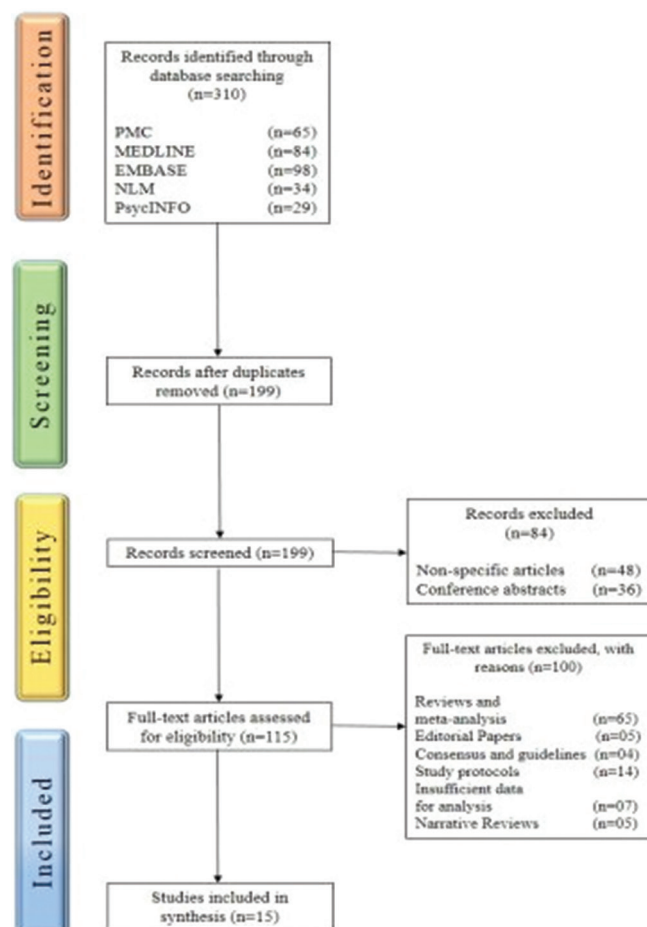 Identification
Records identified through
database searching
(n=310)
PMC (n=65)
MEDLINE (n=84)
EMBASE (n=98)
NLM (n=34)
PsycINFO (n=29)
Screening
Records after duplicates
removed (n=199)
Eligibility
Records screened (n=199)
Records excluded
(n=84)
Non-specific articles (n=48)
Conference abstracts (n=36)
Full-text articles assessed
for eligibility (n=115)
Full-text articles excluded, with
reasons (n=100)
Reviews and
meta-analysis (n=65)
Editorial Papers (n=05)
Consensus and guidelines (n=04)
Study protocols (n=14)
Insufficient data
for analysis (n=07)
Narrative Reviews (n=05)
Included
Studies included in
synthesis (n=15)